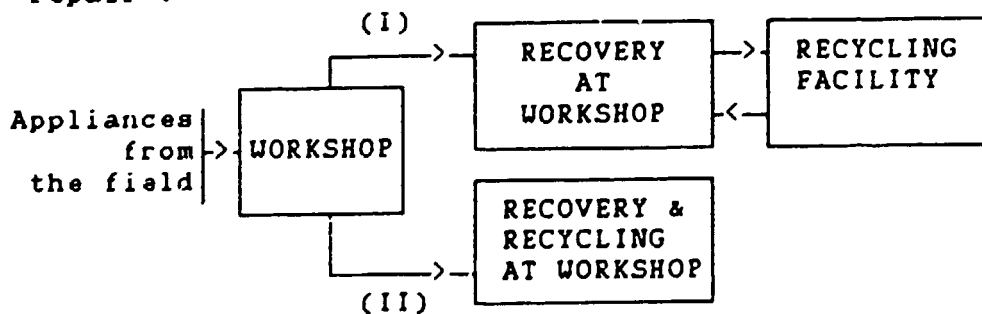 repair .
(I)
RECOVERY
AT
WORKSHOP
RECYCLING
FACILITY
Appliances
from
the field
WORKSHOP
RECOVERY &
RECYCLING
AT WORKSHOP
(II)